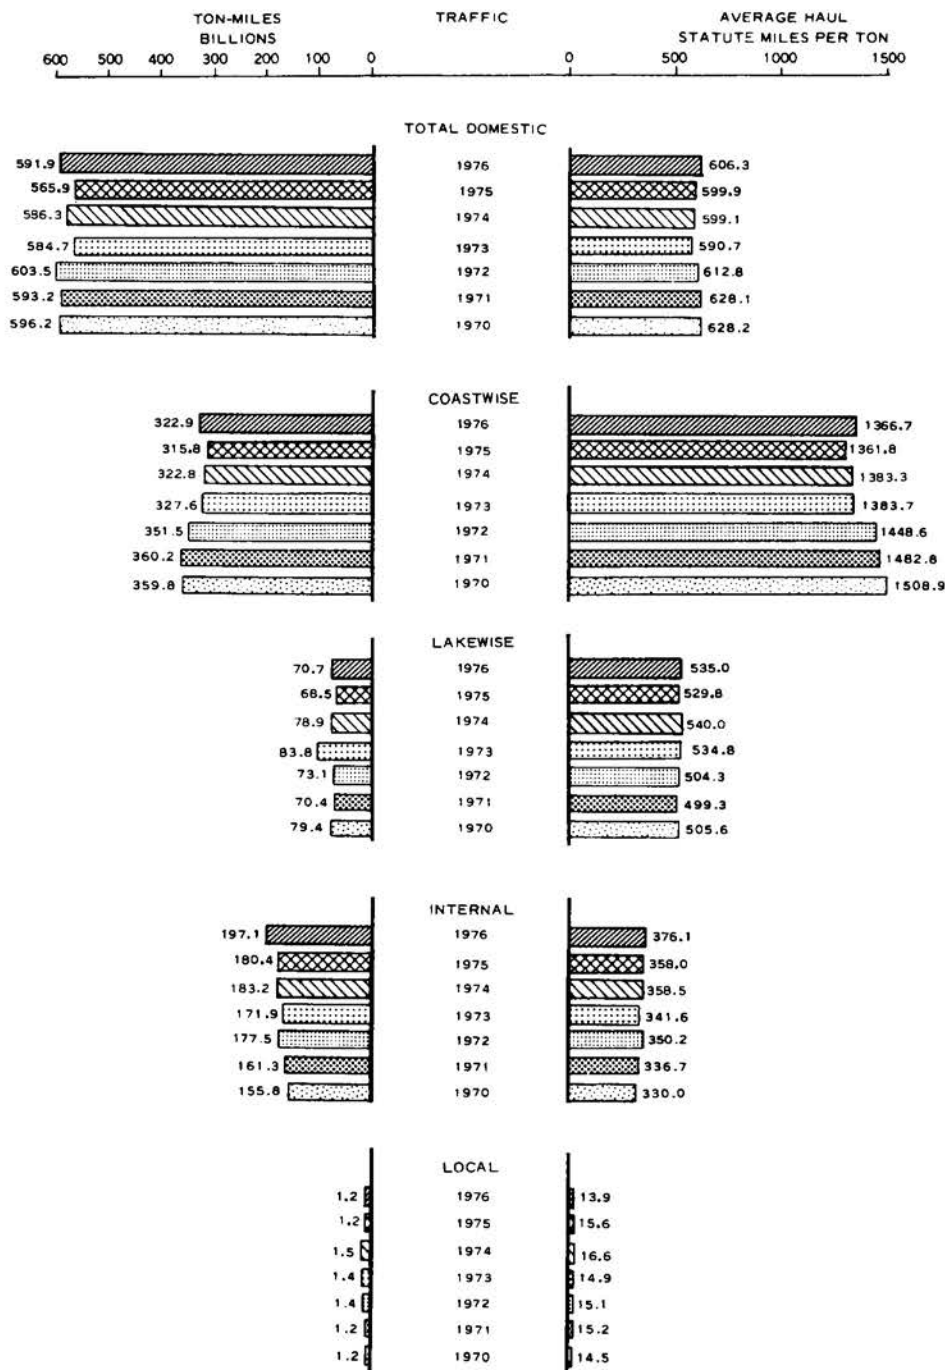 TON-MILES TRAFFIC AVERAGE HAUL
BILLIONS STATUTE MILES PER TON
600 500 400 300 200 100 0 0 500 1000 1500
TOTAL DOMESTIC
591.9 1976 606.3
565.9 1975 599.9
586.3 1974 599.1
584.7 1973 590.7
603.5 1972 612.8
593.2 1971 628.1
596.2 1970 628.2
COASTWISE
322.9 1976 1366.7
315.8 1975 1361.8
322.8 1974 1383.3
327.6 1973 1383.7
351.5 1972 1448.6
360.2 1971 1482.8
359.8 1970 1508.9
LAKEWISE
70.7 1976 535.0
68.5 1975 529.8
78.9 1974 540.0
83.8 1973 534.8
73.1 1972 504.3
70.4 1971 499.3
79.4 1970 505.6
INTERNAL
197.1 1976 376.1
180.4 1975 358.0
183.2 1974 358.5
171.9 1973 341.6
177.5 1972 350.2
161.3 1971 336.7
155.8 1970 330.0
LOCAL
1.2 1976 13.9
1.2 1975 15.6
1.5 1974 16.6
1.4 1973 14.9
1.4 1972 15.1
1.2 1971 15.2
1.2 1970 14.5